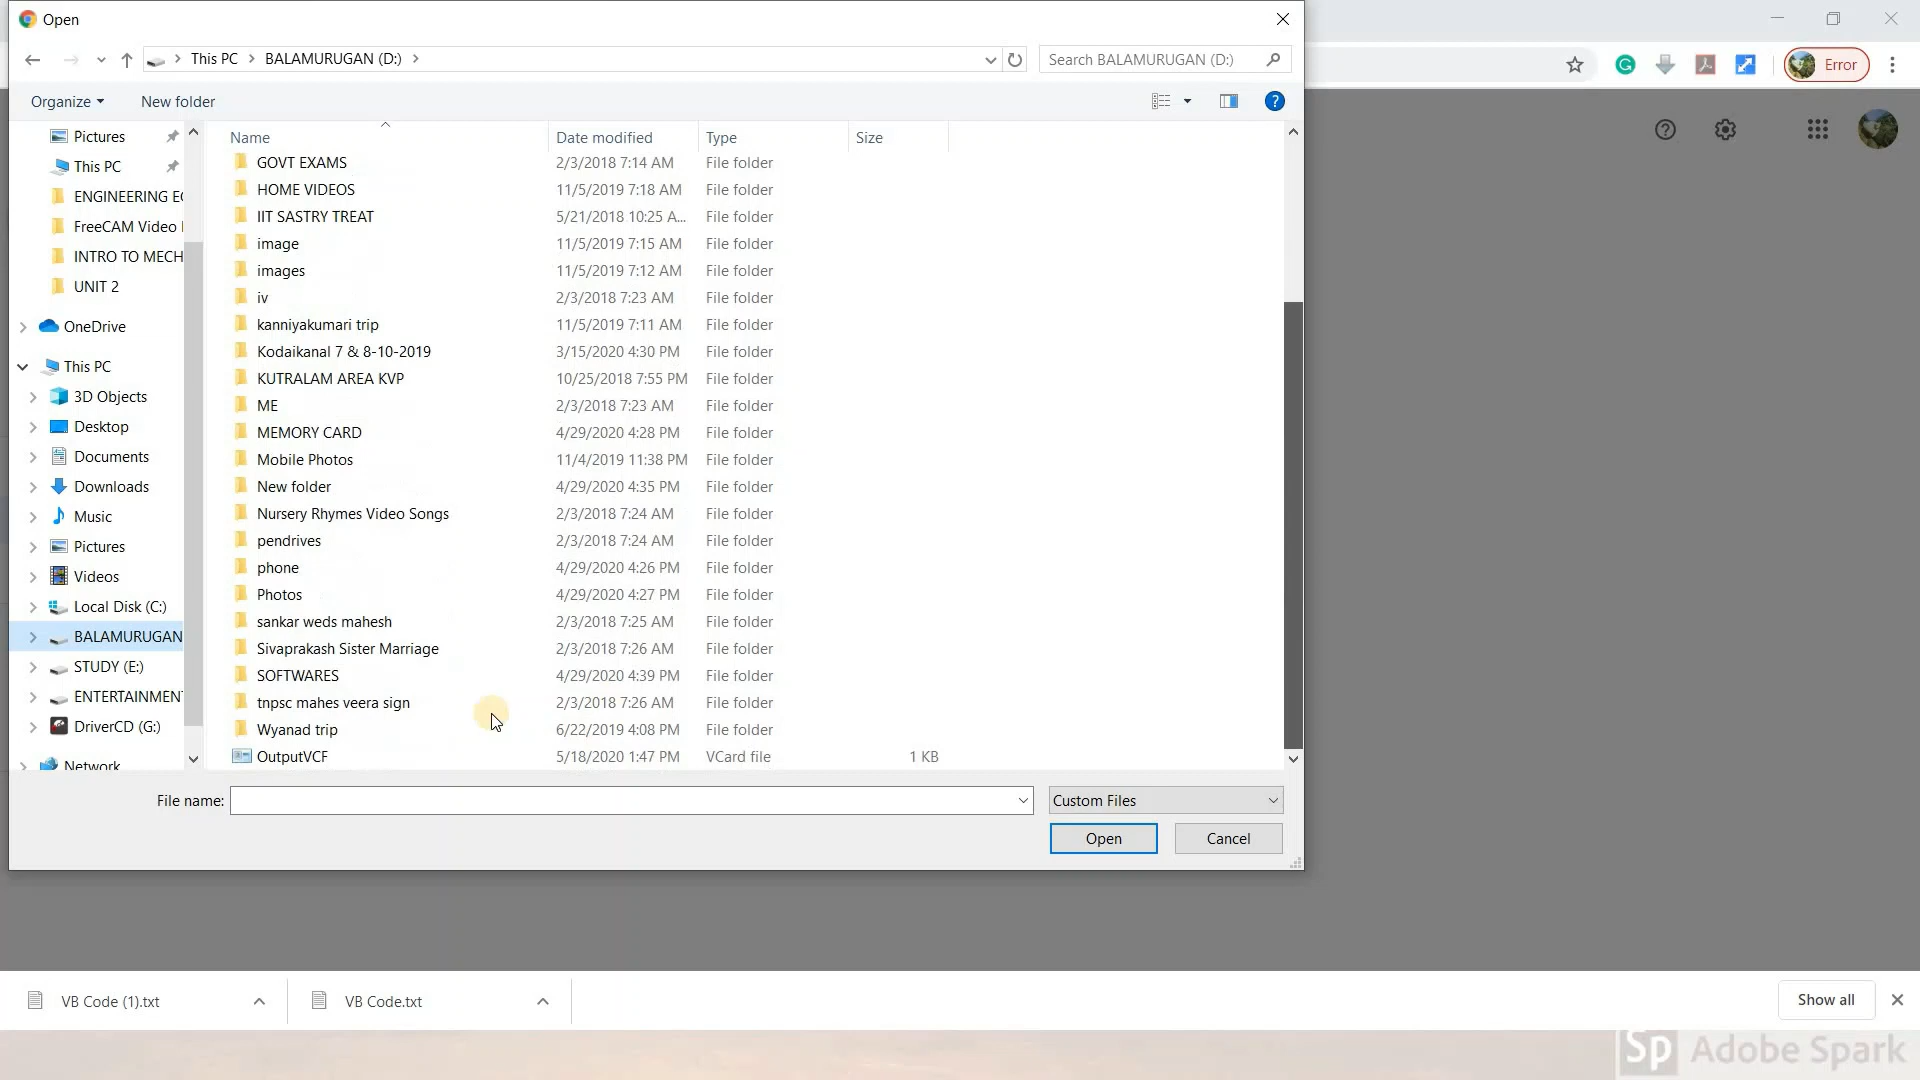 Open
This PC
BALAMURUGAN (D:)
Search BALAMURUGAN (D:)
Error
Organize
New folder
Name
Date modified
Type
Size
Pictures
This PC
ENGINEERING
FreeCAM Video
INTRO TO MECH
UNIT 2
OneDrive
This PC
3D Objects
Desktop
Documents
Downloads
Music
Pictures
Videos
Local Disk (C:)
BALAMURUGAN
STUDY (E:)
ENTERTAINMEN
DriverCD (G:)
Network
GOVT EXAMS 2/3/2018 7:14 AM File folder
HOME VIDEOS 11/5/2019 7:18 AM File folder
IIT SASTRY TREAT 5/21/2018 10:25 A... File folder
image 11/5/2019 7:15 AM File folder
images 11/5/2019 7:12 AM File folder
iv 2/3/2018 7:23 AM File folder
kanniyakumari trip 11/5/2019 7:11 AM File folder
Kodaikanal 7 & 8-10-2019 3/15/2020 4:30 PM File folder
KUTRALAM AREA KVP 10/25/2018 7:55 PM File folder
ME 2/3/2018 7:23 AM File folder
MEMORY CARD 4/29/2020 4:28 PM File folder
Mobile Photos 11/4/2019 11:38 PM File folder
New folder 4/29/2020 4:35 PM File folder
Nursery Rhymes Video Songs 2/3/2018 7:24 AM File folder
pendrives 2/3/2018 7:24 AM File folder
phone 4/29/2020 4:26 PM File folder
Photos 4/29/2020 4:27 PM File folder
sankar weds mahesh 2/3/2018 7:25 AM File folder
Sivaprakash Sister Marriage 2/3/2018 7:26 AM File folder
SOFTWARES 4/29/2020 4:39 PM File folder
tnpsc mahes veera sign 2/3/2018 7:26 AM File folder
Wyanad trip 6/22/2019 4:08 PM File folder
OutputVCF 5/18/2020 1:47 PM VCard file 1 KB
File name:
Custom Files
Open
Cancel
VB Code (1).txt
VB Code.txt
Show all
Sp Adobe Spark